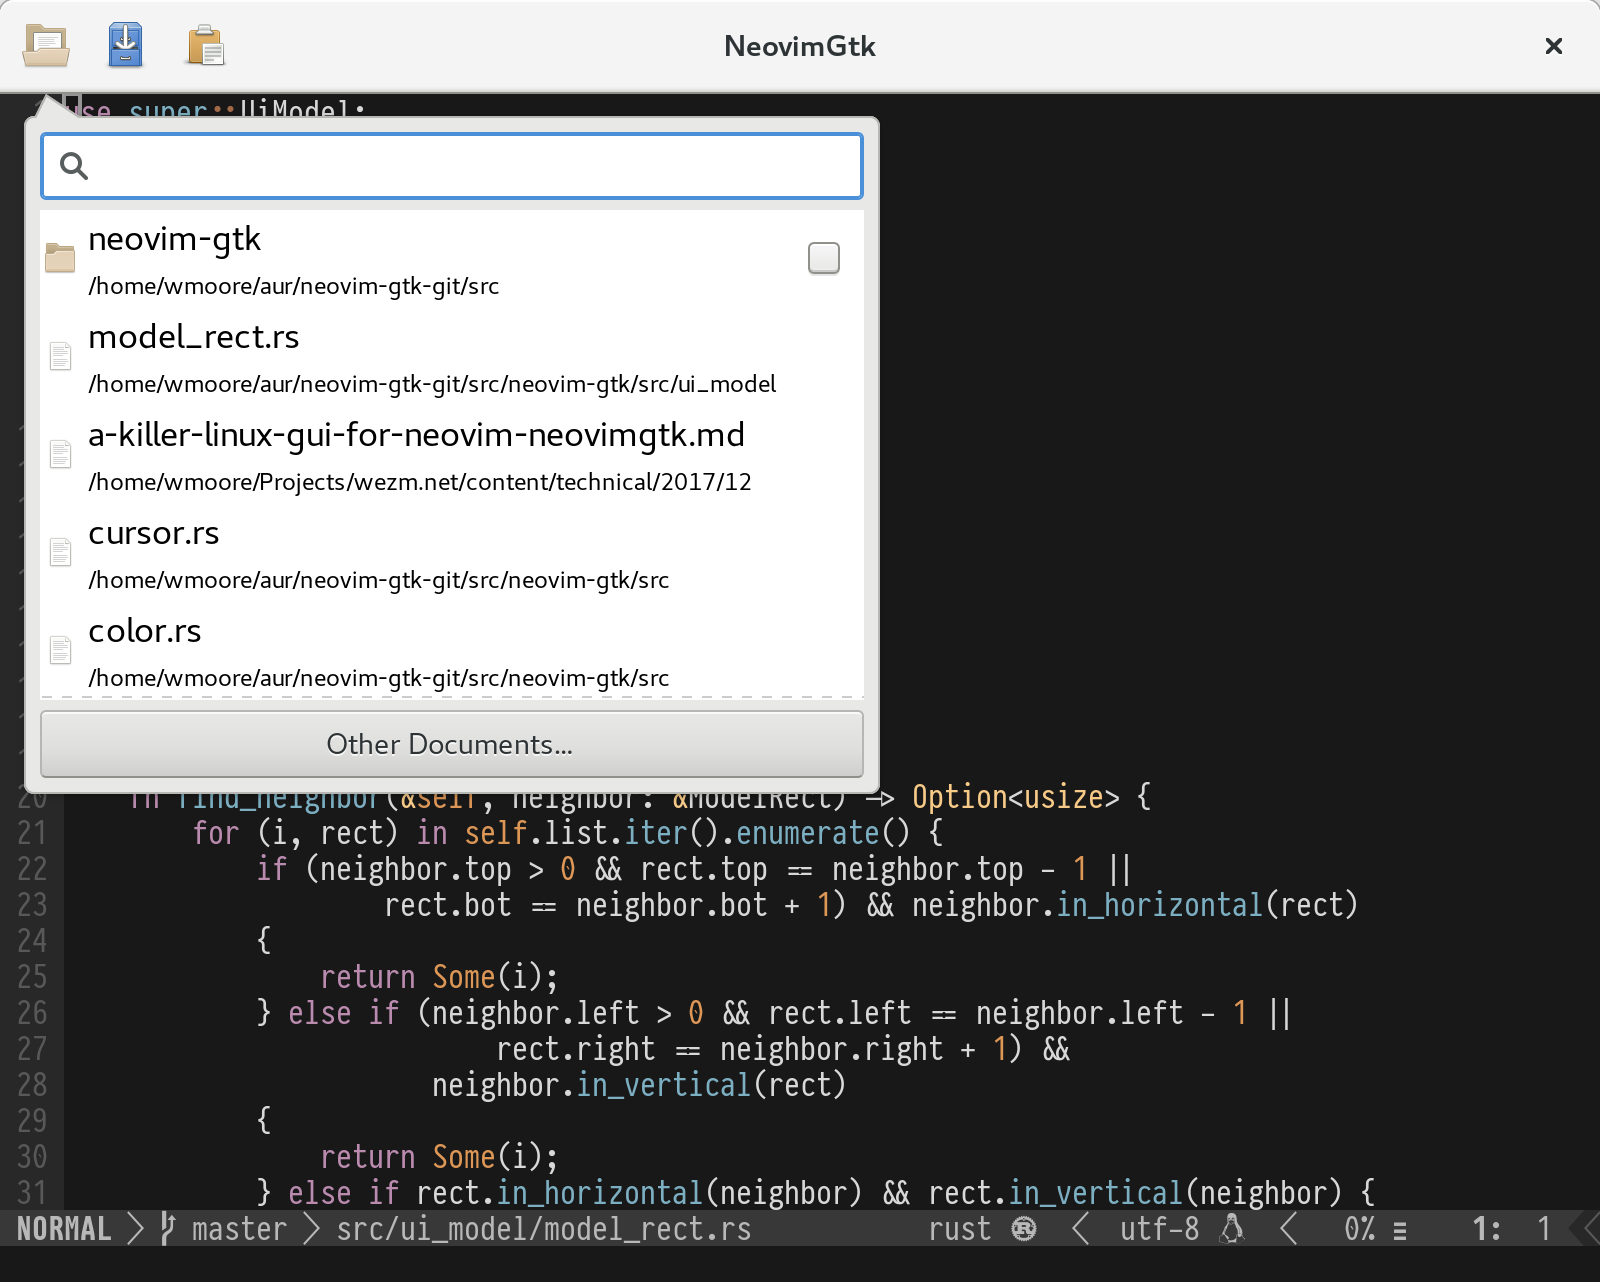 NeovimGtk
use super::UiModel;
neovim-gtk
/home/wmoore/aur/neovim-gtk-git/src
model_rect.rs
/home/wmoore/aur/neovim-gtk-git/src/neovim-gtk/src/ui_model
a-killer-linux-gui-for-neovim-neovimgtk.md
/home/wmoore/Projects/wezm.net/content/technical/2017/12
cursor.rs
/home/wmoore/aur/neovim-gtk-git/src/neovim-gtk/src
color.rs
/home/wmoore/aur/neovim-gtk-git/src/neovim-gtk/src
Other Documents...
20 fn find_neighbor(&self, neighbor: &ModelRect) -> Option<usize> {
21 for (i, rect) in self.list.iter().enumerate() {
22 if (neighbor.top > 0 && rect.top == neighbor.top - 1 ||
23 rect.bot == neighbor.bot + 1) && neighbor.in_horizontal(rect)
24 {
25 return Some(i);
26 } else if (neighbor.left > 0 && rect.left == neighbor.left - 1 ||
27 rect.right == neighbor.right + 1) &&
28 neighbor.in_vertical(rect)
29 {
30 return Some(i);
31 } else if rect.in_horizontal(neighbor) && rect.in_vertical(neighbor) {
NORMAL master src/ui_model/model_rect.rs rust utf-8 0% ≡ 1: 1